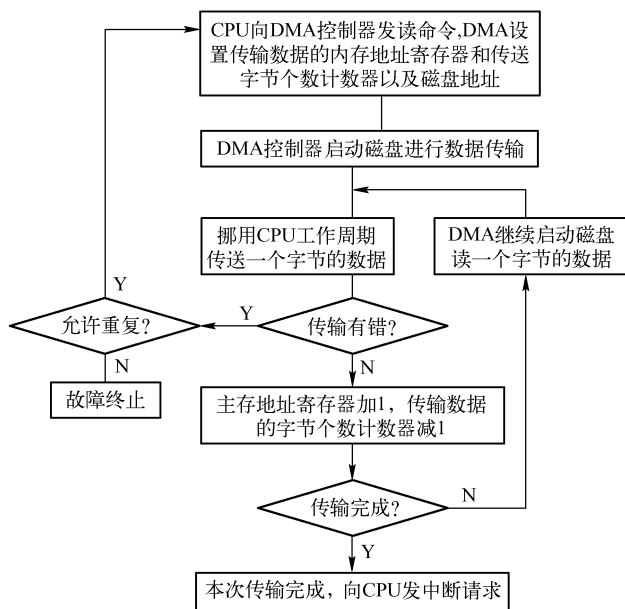 CPU向DMA控制器发读命令,DMA设
置传输数据的内存地址寄存器和传送
字节个数计数器以及磁盘地址
DMA控制器启动磁盘进行数据传输
挪用CPU工作周期
传送一个字节的数据
DMA继续启动磁盘
读一个字节的数据
Y
允许重复?
Y
传输有错?
N
故障终止
N
主存地址寄存器加1，传输数据
的字节个数计数器减1
传输完成?
N
Y
本次传输完成，向CPU发中断请求